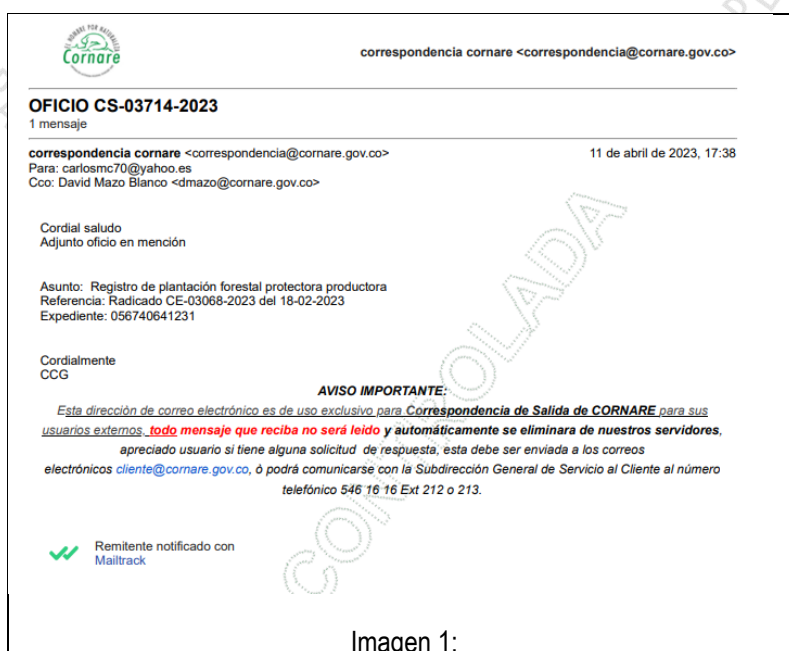 EL HOMBRE POR NATURALEZA
Cornare
correspondencia cornare <correspondencia@cornare.gov.co>
OFICIO CS-03714-2023
1 mensaje
correspondencia cornare <correspondencia@cornare.gov.co>
11 de abril de 2023, 17:38
Para: carlosmc70@yahoo.es
Cco: David Mazo Blanco <dmazo@cornare.gov.co>
Cordial saludo
Adjunto oficio en mención
Asunto: Registro de plantación forestal protectora productora
Referencia: Radicado CE-03068-2023 del 18-02-2023
Expediente: 056740641231
Cordialmente
CCG
AVISO IMPORTANTE:
Esta dirección de correo electrónico es de uso exclusivo para Correspondencia de Salida de CORNARE para sus
usuarios externos, todo mensaje que reciba no será leido y automáticamente se eliminara de nuestros servidores,
apreciado usuario si tiene alguna solicitud de respuesta, esta debe ser enviada a los correos
electrónicos cliente@cornare.gov.co, ò podrá comunicarse con la Subdirección General de Servicio al Cliente al número
telefónico 546 16 16 Ext 212 o 213.
Remitente notificado con
Mailtrack
CONTROLADA
Imagen 1: